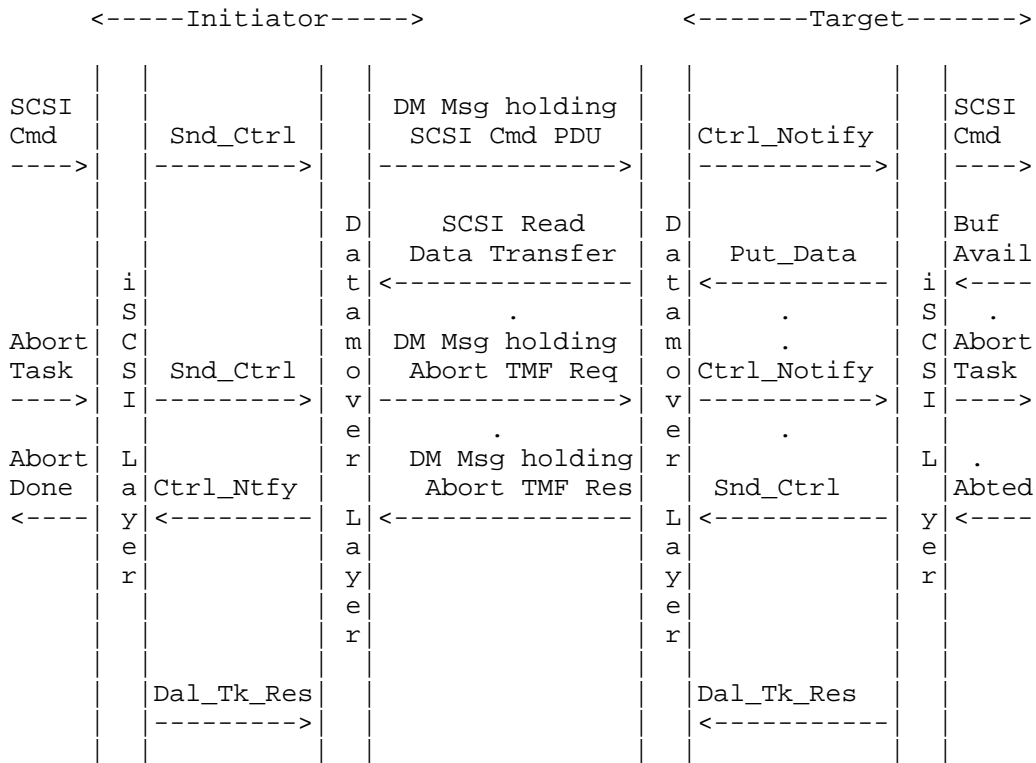 <-----Initiator----->                <-------Target------->

      |  |           |  |                 |  |             |  |
SCSI  |  |           |  | DM Msg holding  |  |             |  |SCSI
Cmd   |  | Snd_Ctrl  |  |  SCSI Cmd PDU   |  |Ctrl_Notify  |  |Cmd
----> |  |---------->|  |---------------->|  |------------>|  |---->
      |  |           |  |                 |  |             |  |
      |  |           | D|    SCSI Read    | D|             |  |Buf
      |  |           | a|  Data Transfer  | a|  Put_Data   |  |Avail
      | i|           | t|<----------------| t|<------------| i|<----
      | S|           | a|        .        | a|      .      | S|  .
Abort | C|           | m| DM Msg holding  | m|      .      | C|Abort
Task  | S| Snd_Ctrl  | o|  Abort TMF Req  | o|Ctrl_Notify  | S|Task
----> | I|---------->| v|---------------->| v|------------>| I|---->
      |  |           | e|       .         | e|      .      |  |
Abort | L|           | r|  DM Msg holding | r|             | L|  .
Done  | a|Ctrl_Ntfy  |  |   Abort TMF Res |  | Snd_Ctrl    |  |Abted
<---- | y|<----------| L|<----------------| L|<------------| y|<----
      | e|           | a|                 | a|             | e|
      | r|           | y|                 | y|             | r|
      |  |           | e|                 | e|             |  |
      |  |           | r|                 | r|             |  |
      |  |           |  |                 |  |             |  |
      |  |Dal_Tk_Res |  |                 |  |Dal_Tk_Res   |  |
      |  |---------->|  |                 |  |<------------|  |
      |  |           |  |                 |  |             |  |